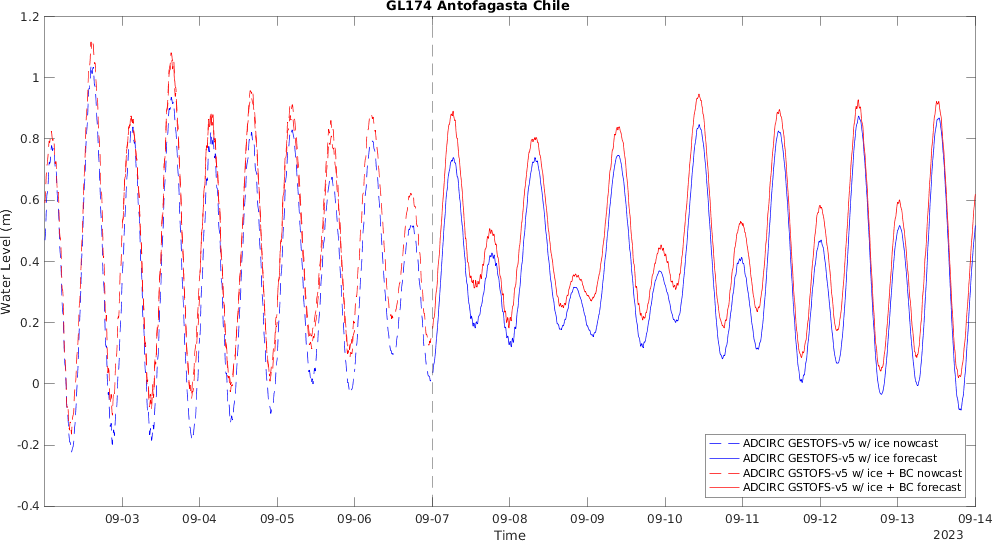 GL174 Antofagasta Chile
1.2
1
0.8
0.6
0.4
0.2
0
-0.2
-0.4
Water Level (m)
ADCIRC GESTOFS-v5 w/ ice nowcast
ADCIRC GESTOFS-v5 w/ ice forecast
ADCIRC GSTOFS-v5 w/ ice + BC nowcast
ADCIRC GSTOFS-v5 w/ ice + BC forecast
09-03 09-04 09-05 09-06 09-07 09-08 09-09 09-10 09-11 09-12 09-13 09-14
Time
2023